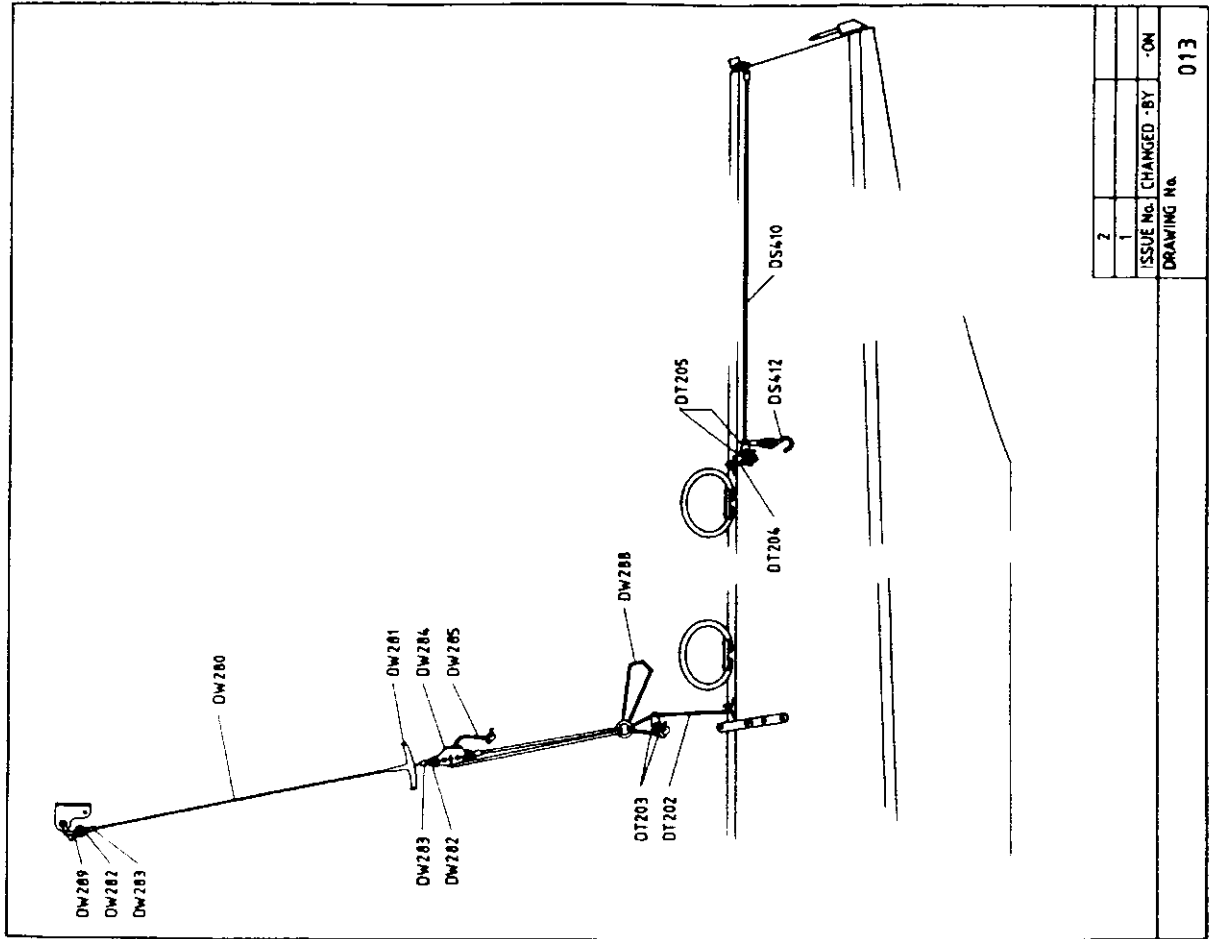 DW289
DW282
DW283
DW280
DW281
DW284
DW285
DW283
DW282
DW288
DT203
DT202
DT205
DT204
DS412
DS410
2
1
ISSUE No. CHANGED -BY -ON
DRAWING No.
013